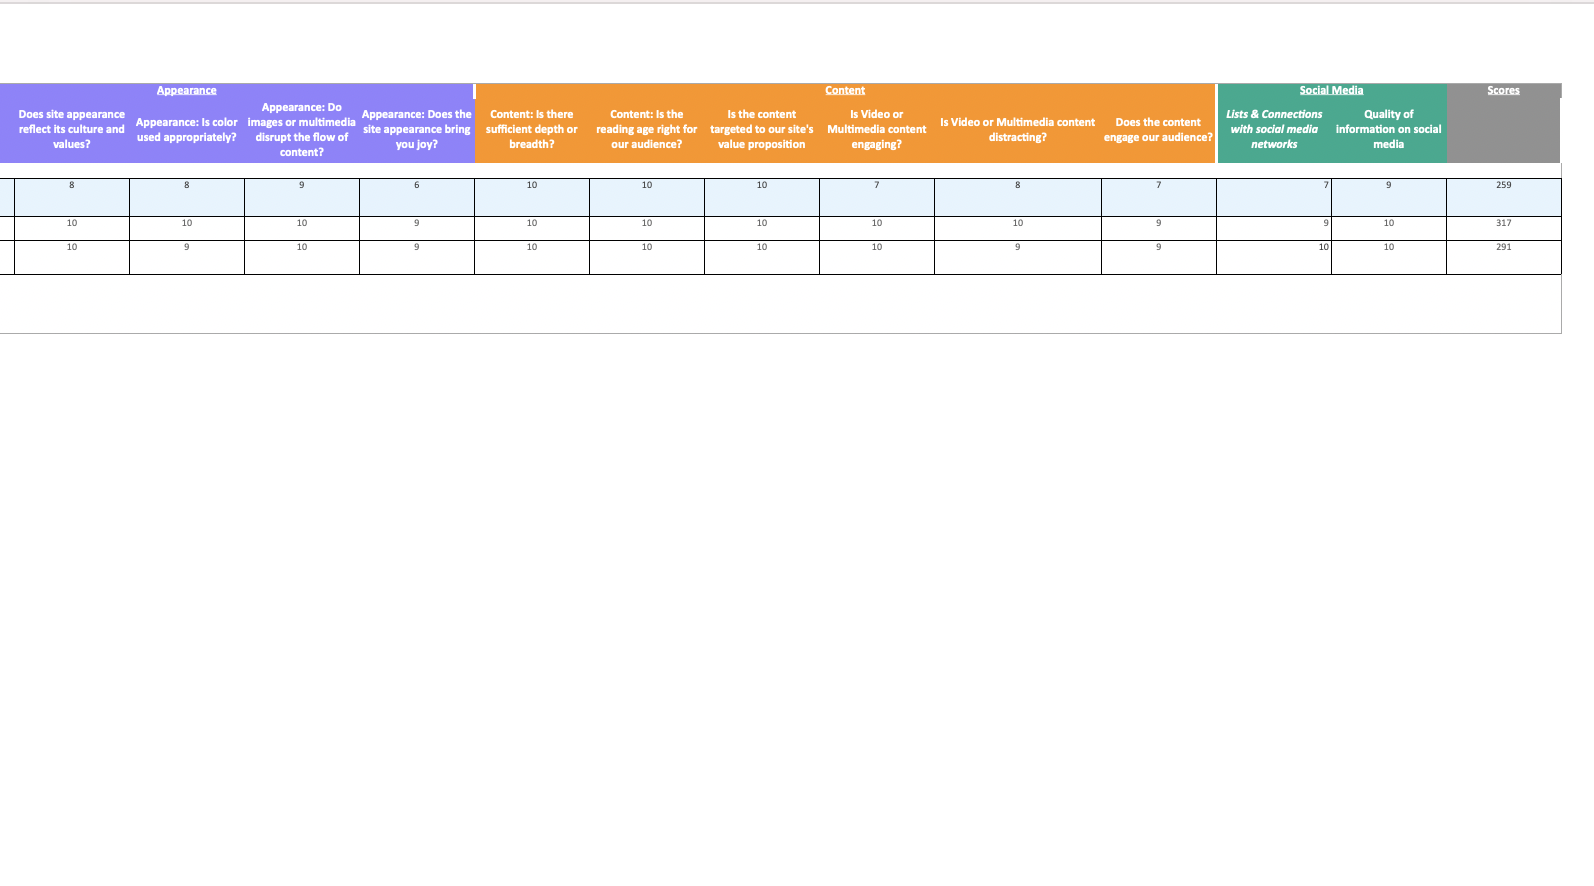 Appearance
Content
Social Media
Scores
Does site appearance
reflect its culture and
values?
Appearance: Is color
used appropriately?
Appearance: Do
images or multimedia
disrupt the flow of
content?
Appearance: Does the
site appearance bring
you joy?
Content: Is there
sufficient depth or
breadth?
Content: Is the
reading age right for
our audience?
Is the content
targeted to our site's
value proposition
Is Video or
Multimedia content
engaging?
Is Video or Multimedia content
distracting?
Does the content
engage our audience?
Lists & Connections
with social media
networks
Quality of
information on social
media
8 8 9 6 10 10 10 7 8 7 7 9 259
10 10 10 9 10 10 10 10 10 9 9 10 317
10 9 10 9 10 10 10 10 9 9 10 10 291